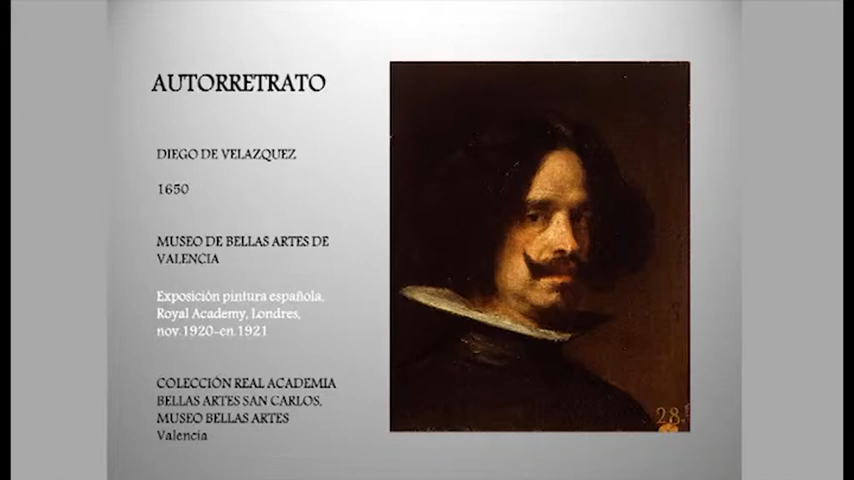 AUTORRETRATO
DIEGO DE VELAZQUEZ
1650
MUSEO DE BELLAS ARTES DE
VALENCIA
Exposición pintura española,
Royal Academy, Londres,
nov.1920-en.1921
COLECCIÓN REAL ACADEMIA
BELLAS ARTES SAN CARLOS.
MUSEO BELLAS ARTES
Valencia
28.